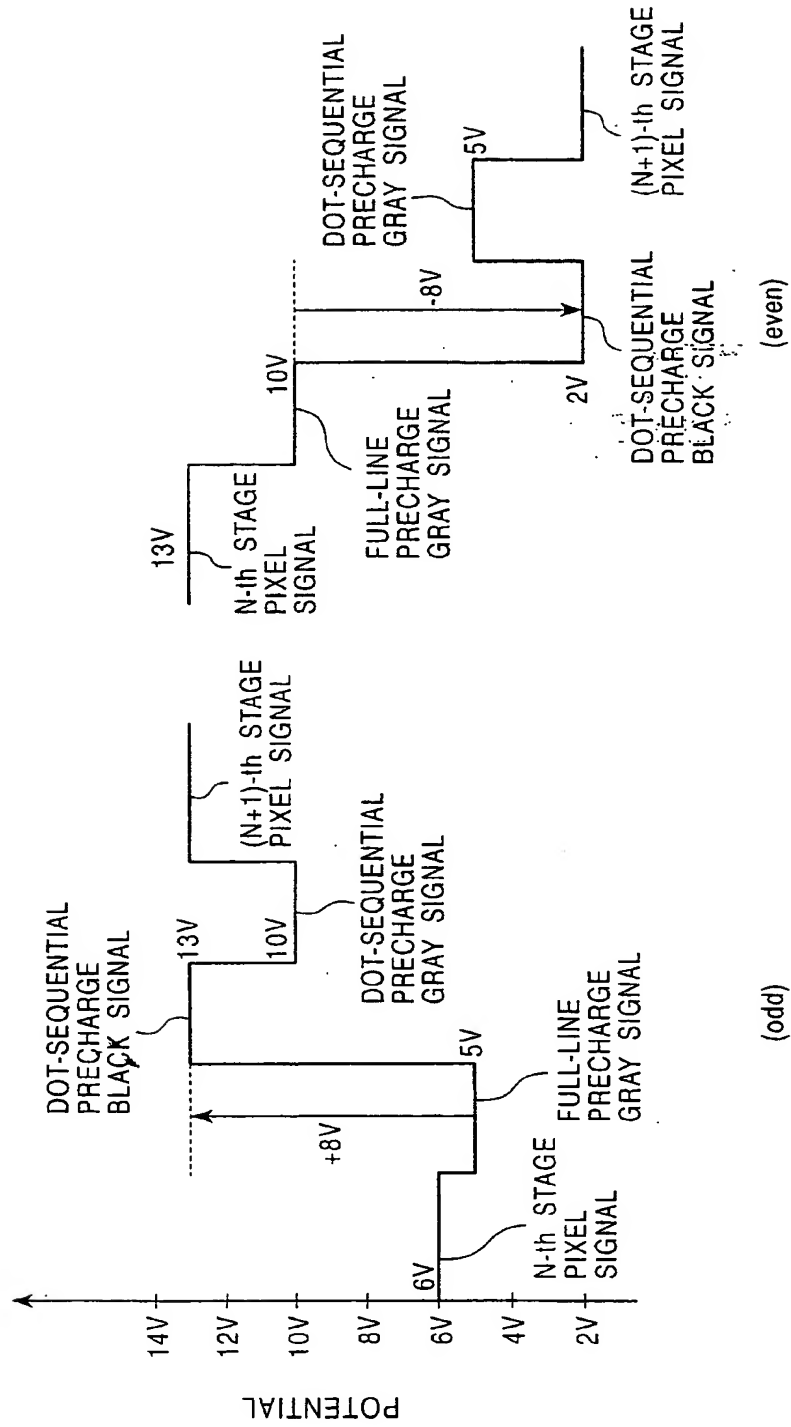 POTENTIAL
14V
12V
10V
8V
6V
4V
2V
6V
N-th STAGE
PIXEL
SIGNAL
+8V
5V
FULL-LINE
PRECHARGE
GRAY SIGNAL
DOT-SEQUENTIAL
PRECHARGE
BLACK SIGNAL
13V
10V
DOT-SEQUENTIAL
PRECHARGE
GRAY SIGNAL
(N+1)-th STAGE
PIXEL SIGNAL
(odd)
13V
N-th STAGE
PIXEL
SIGNAL
10V
FULL-LINE
PRECHARGE
GRAY SIGNAL
-8V
2V
DOT-SEQUENTIAL
PRECHARGE
BLACK SIGNAL
DOT-SEQUENTIAL
PRECHARGE
GRAY SIGNAL
5V
(N+1)-th STAGE
PIXEL SIGNAL
(even)